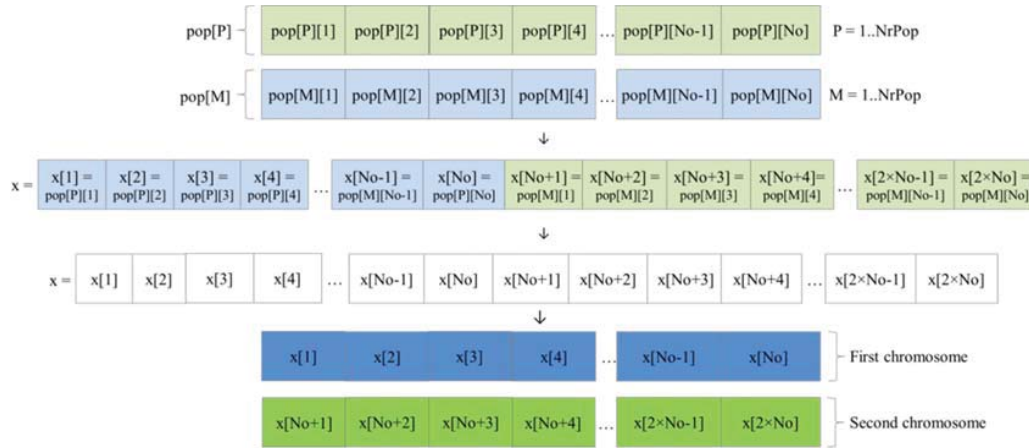 pop[P] pop[P][1] pop[P][2] pop[P][3] pop[P][4] ... pop[P][No-1] pop[P][No] P = 1..NrPop
pop[M] pop[M][1] pop[M][2] pop[M][3] pop[M][4] ... pop[M][No-1] pop[M][No] M = 1..NrPop
↓
x[1] = x[2] = x[3] = x[4] = x[No-1] = x[No] = x[No+1] = x[No+2] = x[No+3] = x[No+4]= x[2×No-1] = x[2×No] =
x = pop[P][1] pop[P][2] pop[P][3] pop[P][4] ... pop[M][No-1] pop[P][No] pop[M][1] pop[M][2] pop[M][3] pop[M][4] ... pop[M][No-1] pop[M][No]
↓
x = x[1] x[2] x[3] x[4] ... x[No-1] x[No] x[No+1] x[No+2] x[No+3] x[No+4] ... x[2×No-1] x[2×No]
↓
x[1] x[2] x[3] x[4] ... x[No-1] x[No] First chromosome
x[No+1] x[No+2] x[No+3] x[No+4] ... x[2×No-1] x[2×No] Second chromosome